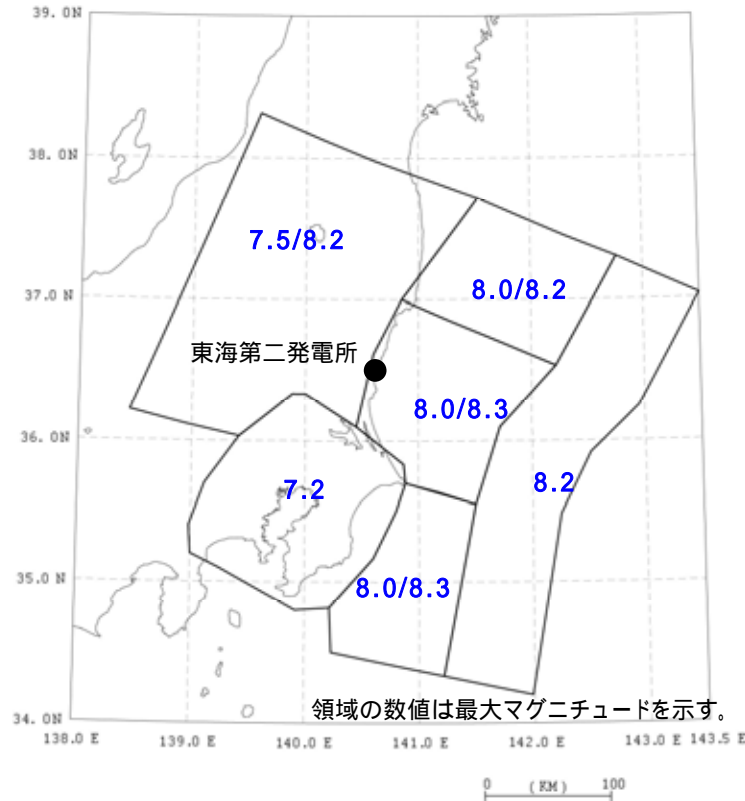 39.0N
38.0N
7.5/8.2
37.0N
8.0/8.2
東海第二発電所
8.0/8.3
36.0N
7.2
8.2
35.0N
8.0/8.3
領域の数値は最大マグニチュードを示す。
34.0N
138.0 E 139.0 E 140.0 E 141.0 E 142.0 E 143.0 E 143.5 E
0 (KM) 100